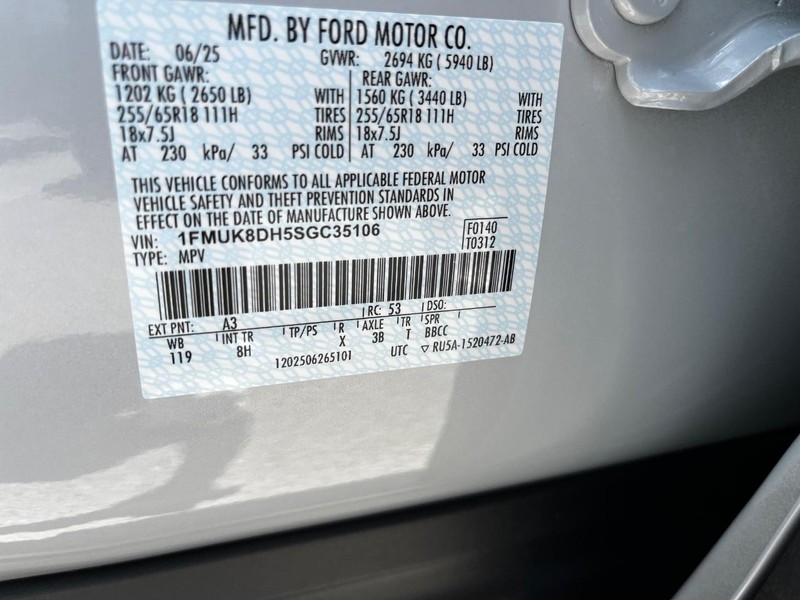 MFD. BY FORD MOTOR CO.
DATE: 06/25 GVWR: 2694 KG ( 5940 LB)
FRONT GAWR: REAR GAWR:
1202 KG ( 2650 LB) WITH 1560 KG ( 3440 LB) WITH
255/65R18 111H TIRES 255/65R18 111H TIRES
18x7.5J RIMS 18x7.5J RIMS
AT 230 kPa/ 33 PSI COLD AT 230 kPa/ 33 PSI COLD
THIS VEHICLE CONFORMS TO ALL APPLICABLE FEDERAL MOTOR
VEHICLE SAFETY AND THEFT PREVENTION STANDARDS IN
EFFECT ON THE DATE OF MANUFACTURE SHOWN ABOVE.
VIN: 1FMUK8DH5SGC35106 F0140
TYPE: MPV T0312
EXT PNT: A3 RC: 53 DSO:
WB INT TR TP/PS R AXLE TR SPR
119 8H X 3B T BBCC
1202506265101 UTC ▽ RU5A-1520472-AB